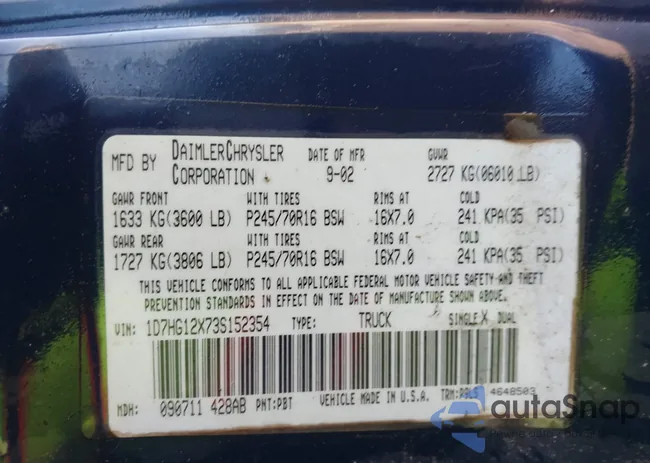 MFD BY DAIMLERCHRYSLER CORPORATION DATE OF MFR 9-02 GVWR 2727 KG(06010 LB)
GAWR FRONT WITH TIRES RIMS AT COLD
1633 KG(3600 LB) P245/70R16 BSW 16X7.0 241 KPA(35 PSI)
GAWR REAR WITH TIRES RIMS AT COLD
1727 KG(3806 LB) P245/70R16 BSW 16X7.0 241 KPA(35 PSI)
THIS VEHICLE CONFORMS TO ALL APPLICABLE FEDERAL MOTOR VEHICLE SAFETY AND THEFT
PREVENTION STANDARDS IN EFFECT ON THE DATE OF MANUFACTURE SHOWN ABOVE.
VIN: 1D7HG12X73S152354 TYPE: TRUCK SINGLE X DUAL
MDH: 090711 428AB PNT:PBT VEHICLE MADE IN U.S.A. TRM: 4648503
autoSnap